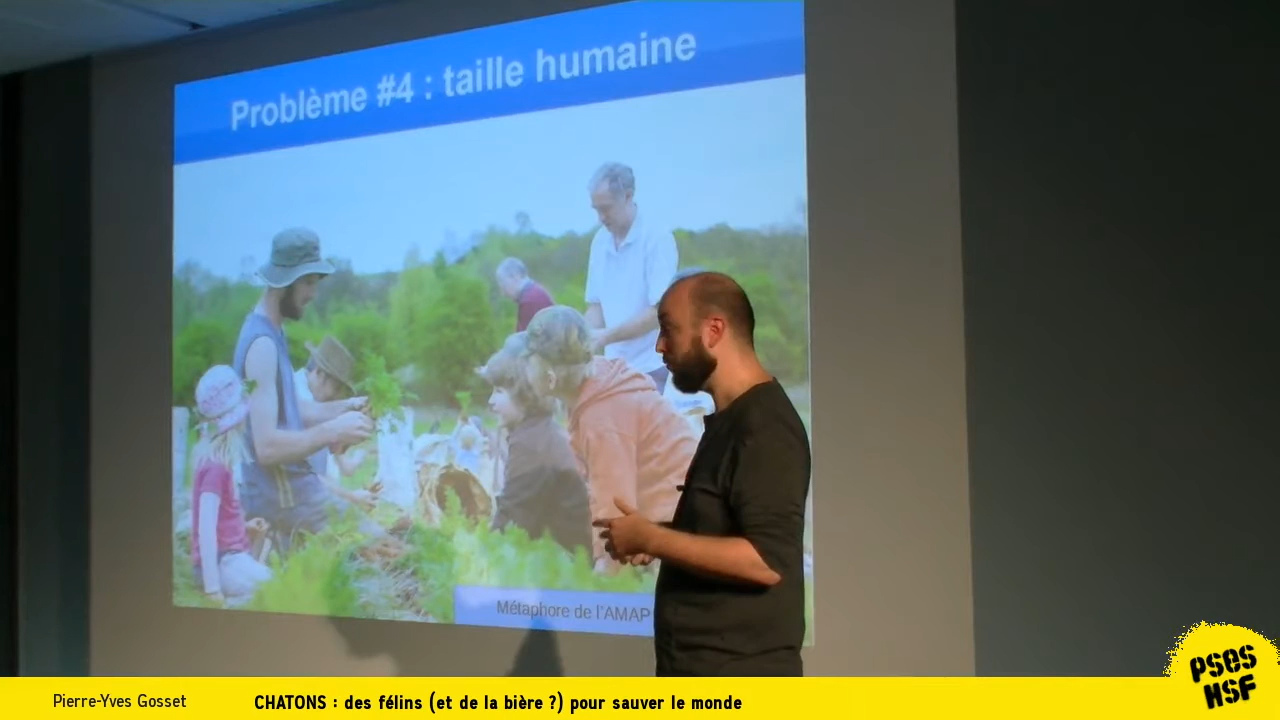 Problème #4 : taille humaine
Métaphore de l'AMAP
PSES
HSF
Pierre-Yves Gosset
CHATONS : des félins (et de la bière ?) pour sauver le monde